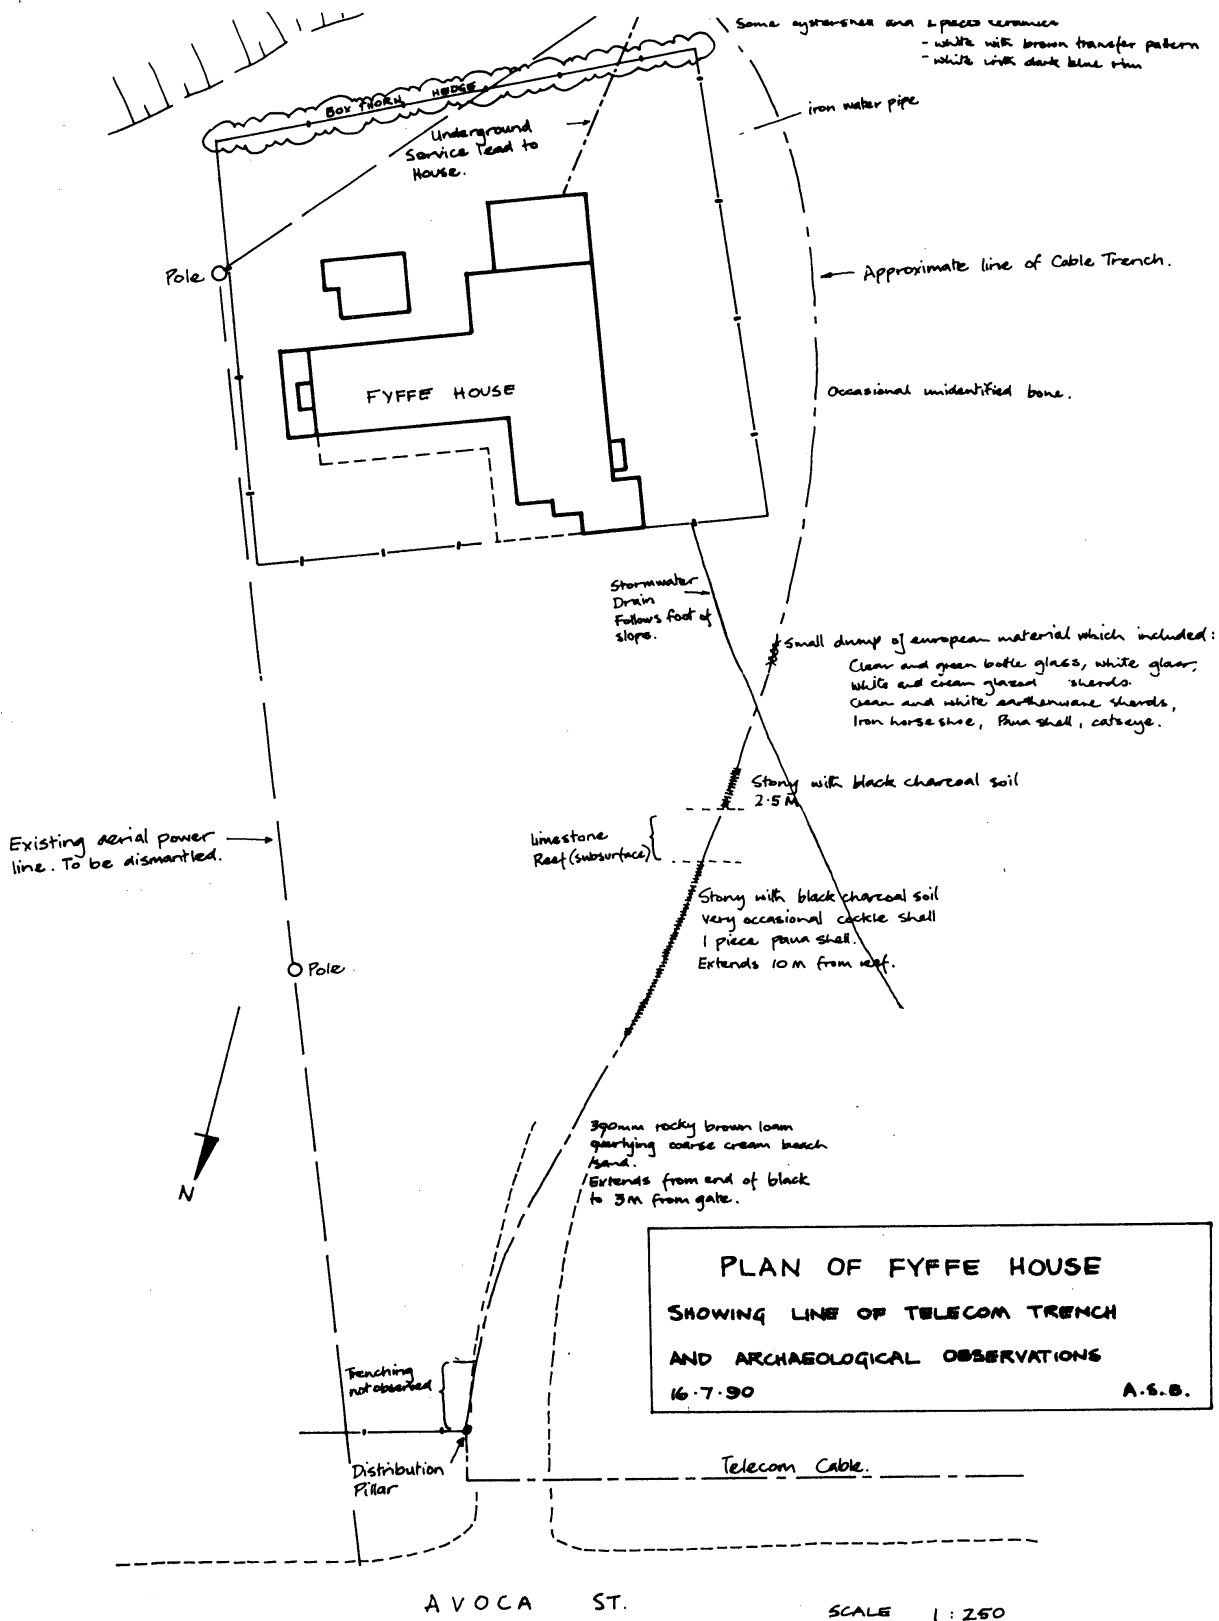 Some oystershell and 2 pieces ceramics
- white with brown transfer pattern
- white with dark blue rim
BOX THORN HEDGE
iron water pipe
Underground
Service lead to
House.
Pole
Approximate line of Cable Trench.
FYFFE HOUSE
Occasional unidentified bone.
Stormwater
Drain
Follows foot of
slope.
Small dump of european material which included:
Clear and green bottle glass, white glass,
white and cream glazed sherds.
Cream and white earthenware sherds,
Iron horseshoe, Paua shell, catseye.
Stony with black charcoal soil
2.5 M
Existing aerial power
line. To be dismantled.
Limestone
Reef (subsurface)
Stony with black charcoal soil
very occasional cockle shell
1 piece paua shell.
Extends 10 M from reef.
Pole
N
300mm rocky brown loam
overlying coarse cream beach
sand.
Extends from end of black
to 3M from gate.
PLAN OF FYFFE HOUSE
SHOWING LINE OF TELECOM TRENCH
AND ARCHAEOLOGICAL OBSERVATIONS
16.7.90 A.S.B.
Trenching
not observed
Distribution
Pillar
Telecom Cable.
AVOCA ST.
SCALE 1:250